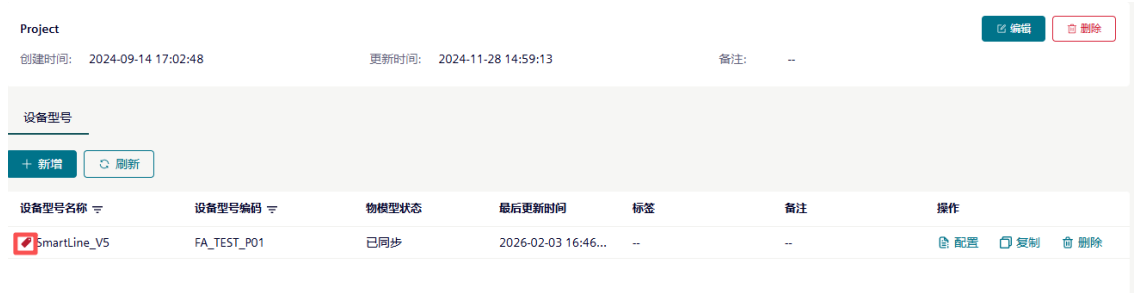 Project
编辑
删除
创建时间: 2024-09-14 17:02:48 更新时间: 2024-11-28 14:59:13 备注: --
设备型号
+ 新增 刷新
设备型号名称 设备型号编码 物模型状态 最后更新时间 标签 备注 操作
SmartLine_V5 FA_TEST_P01 已同步 2026-02-03 16:46... -- -- 配置 复制 删除